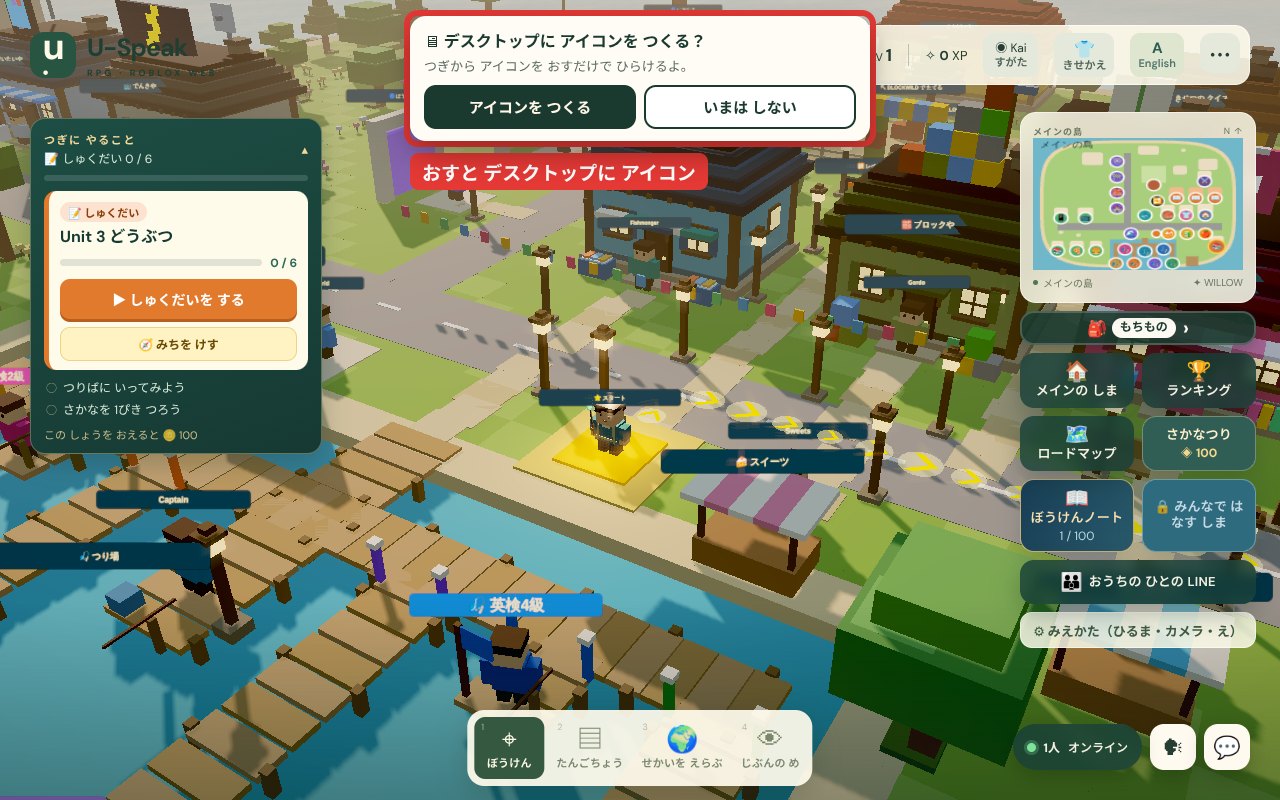 U-Speak
RPG · ROBLOX WEB
でんきや
🖥 デスクトップに アイコンを つくる？
つぎから アイコンを おすだけで ひらけるよ。
アイコンを つくる
いまは しない
おすと デスクトップに アイコン
1
✧ 0 XP
◉ Kai
すがた
👕
きせかえ
A
English
•••
つぎに やること
📝 しゅくだい 0 / 6
▲
📝 しゅくだい
Unit 3 どうぶつ
0 / 6
▶ しゅくだいを する
🧭 みちを けす
つりばに いってみよう
さかなを 1ぴき つろう
この しょうを おえると 🪙 100
メインの島
N ↑
メインの島
メインの島
✦ WILLOW
🎒 もちもの ›
🏠
メインの しま
🏆
ランキング
🗺️
ロードマップ
さかなつり
◈ 100
📖
ぼうけんノート
1 / 100
🔒 みんなで は
なす しま
👪 おうちの ひとの LINE
⚙ みえかた（ひるま・カメラ・え）
Fishmonger
ブロックや
⭐ スタート
Sweets
🍰 スイーツ
検2級
Captain
🎣 つり場
🎣 英検4級
1
ぼうけん
2
たんごちょう
3
せかいを えらぶ
4
じぶんの め
1人 オンライン